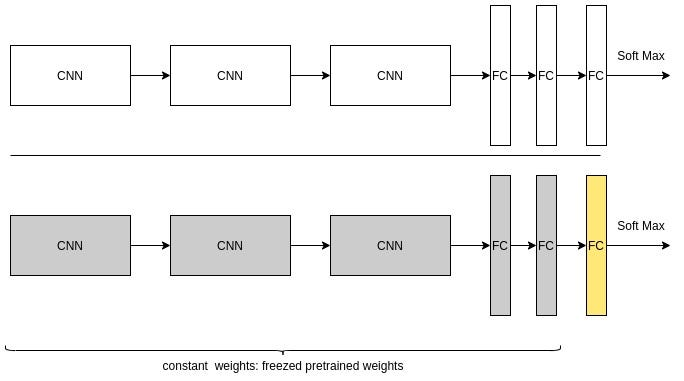 CNN CNN CNN FC FC FC Soft Max
CNN CNN CNN FC FC FC Soft Max
constant weights: freezed pretrained weights